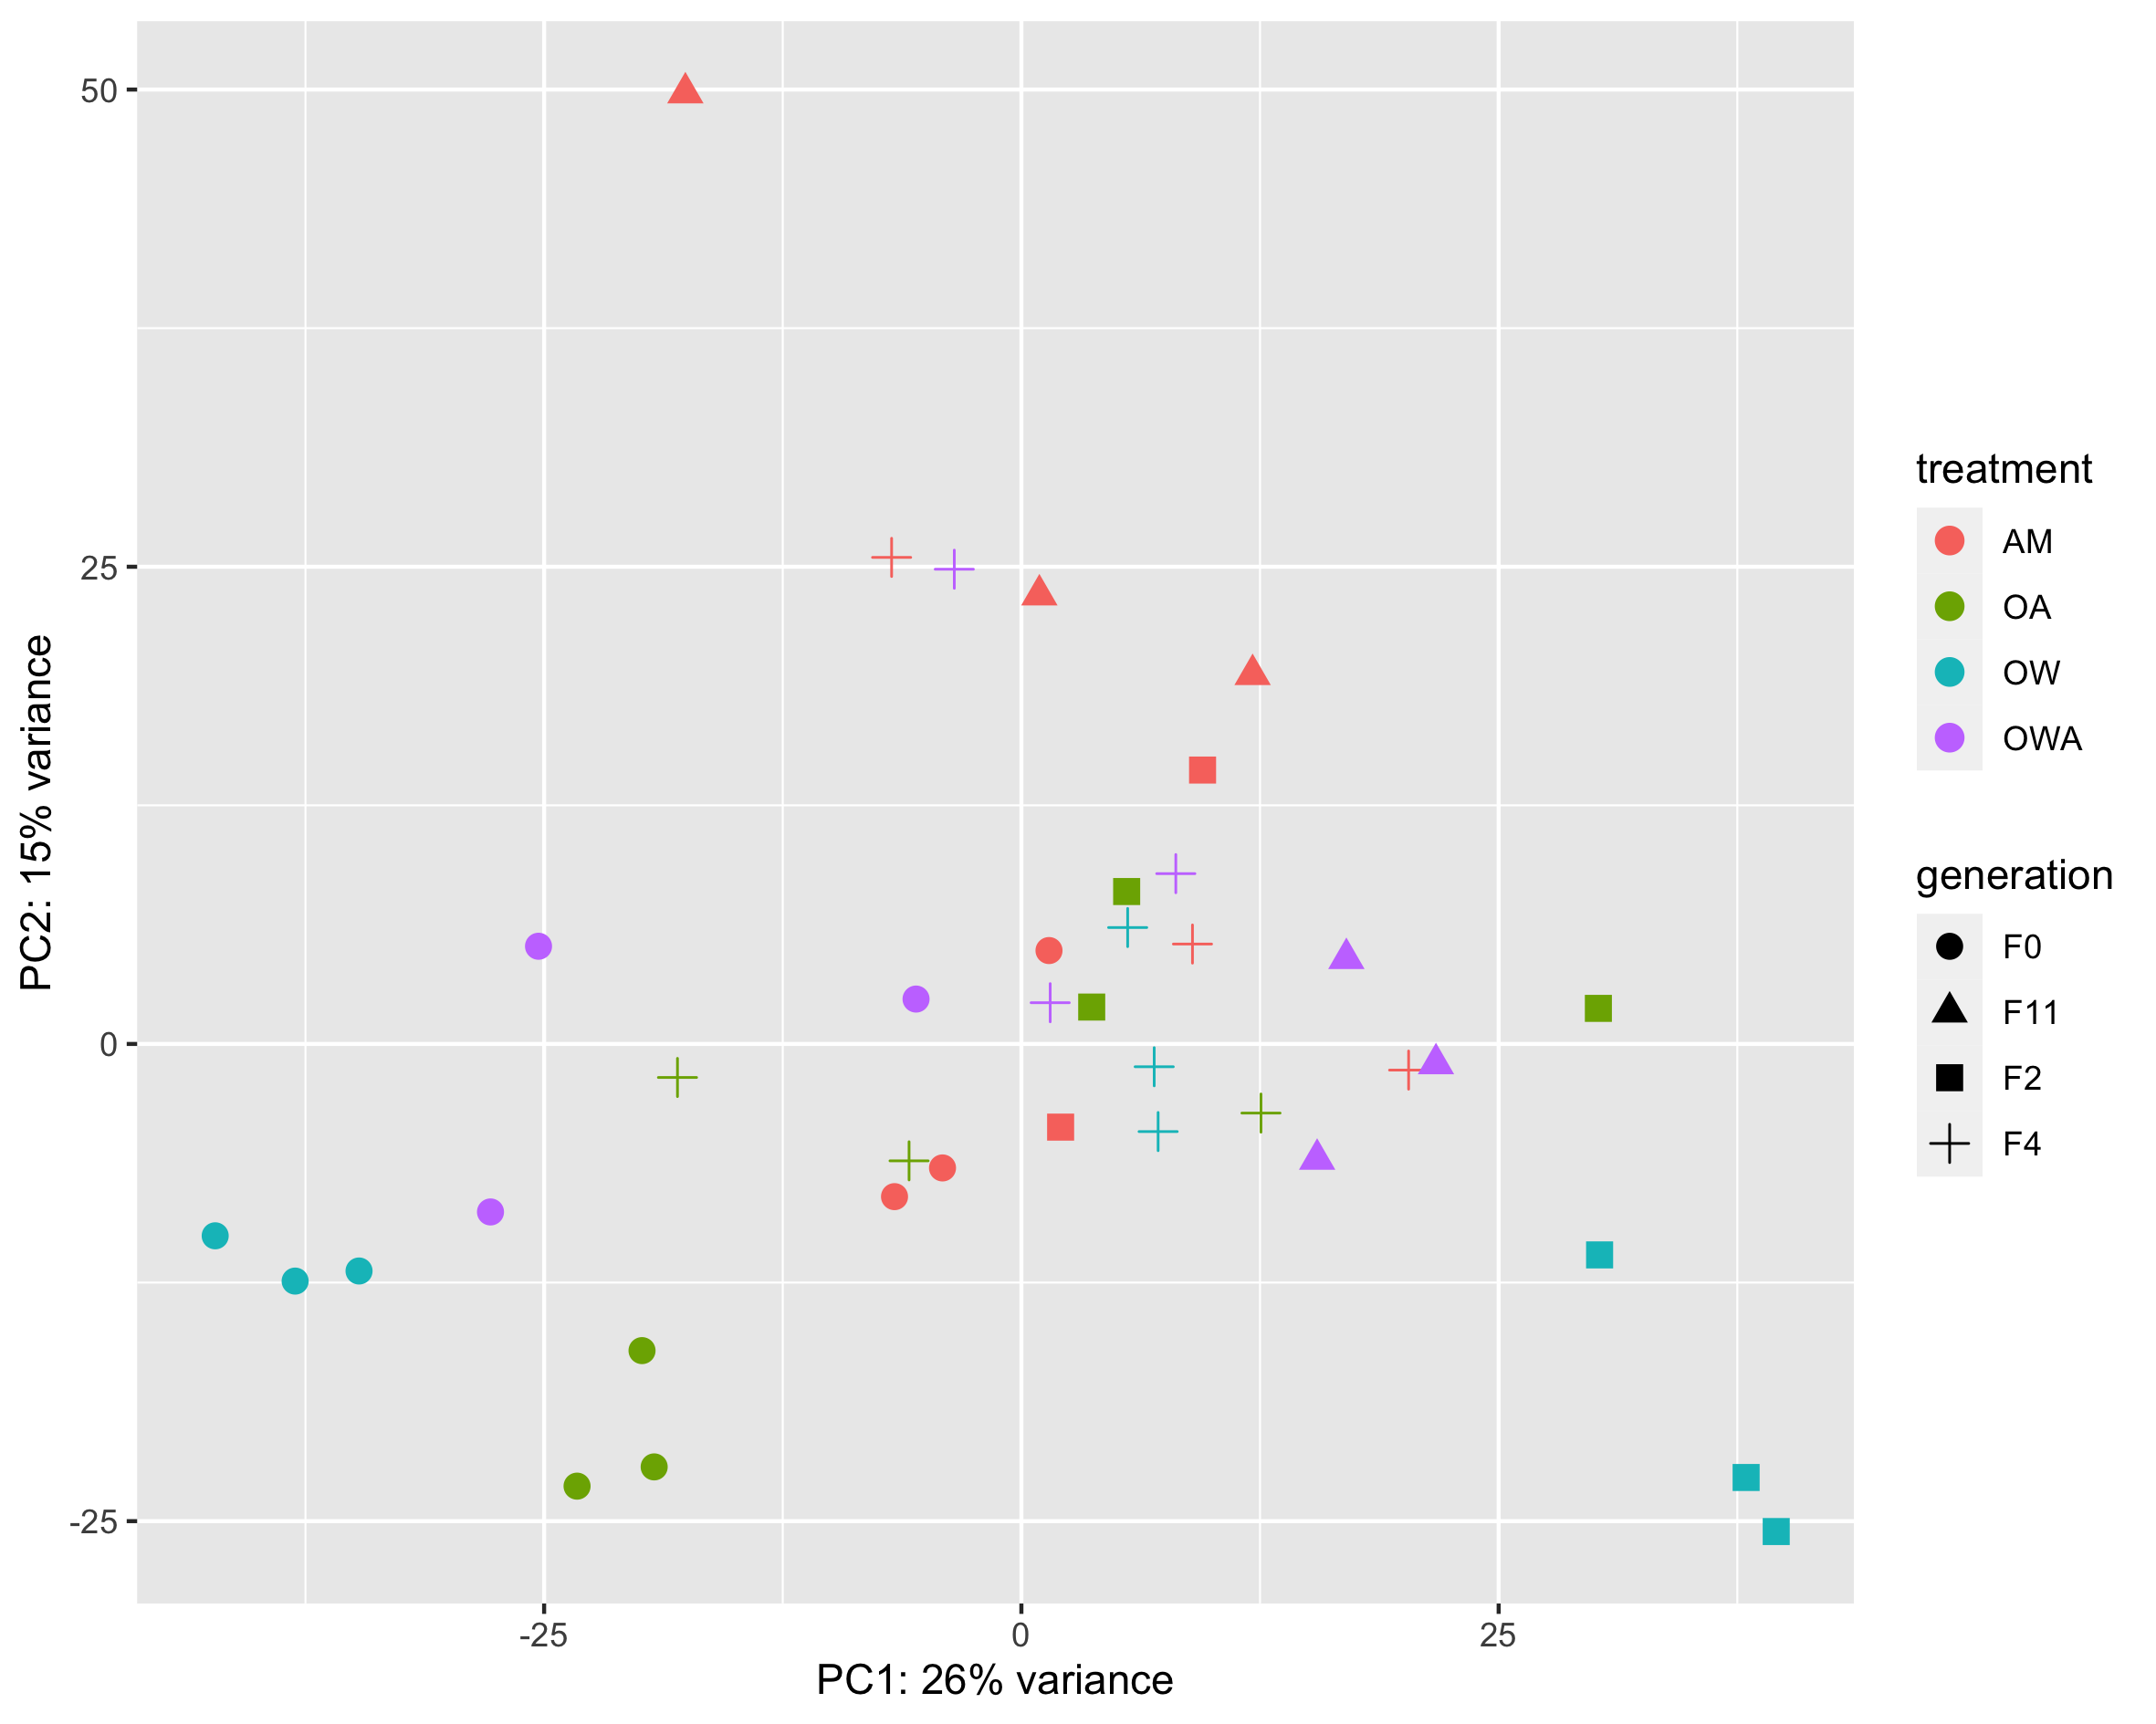 50
25
0
-25
-25
0
25
PC1: 26% variance
PC2: 15% variance
treatment
AM
OA
OW
OWA
generation
F0
F11
F2
F4